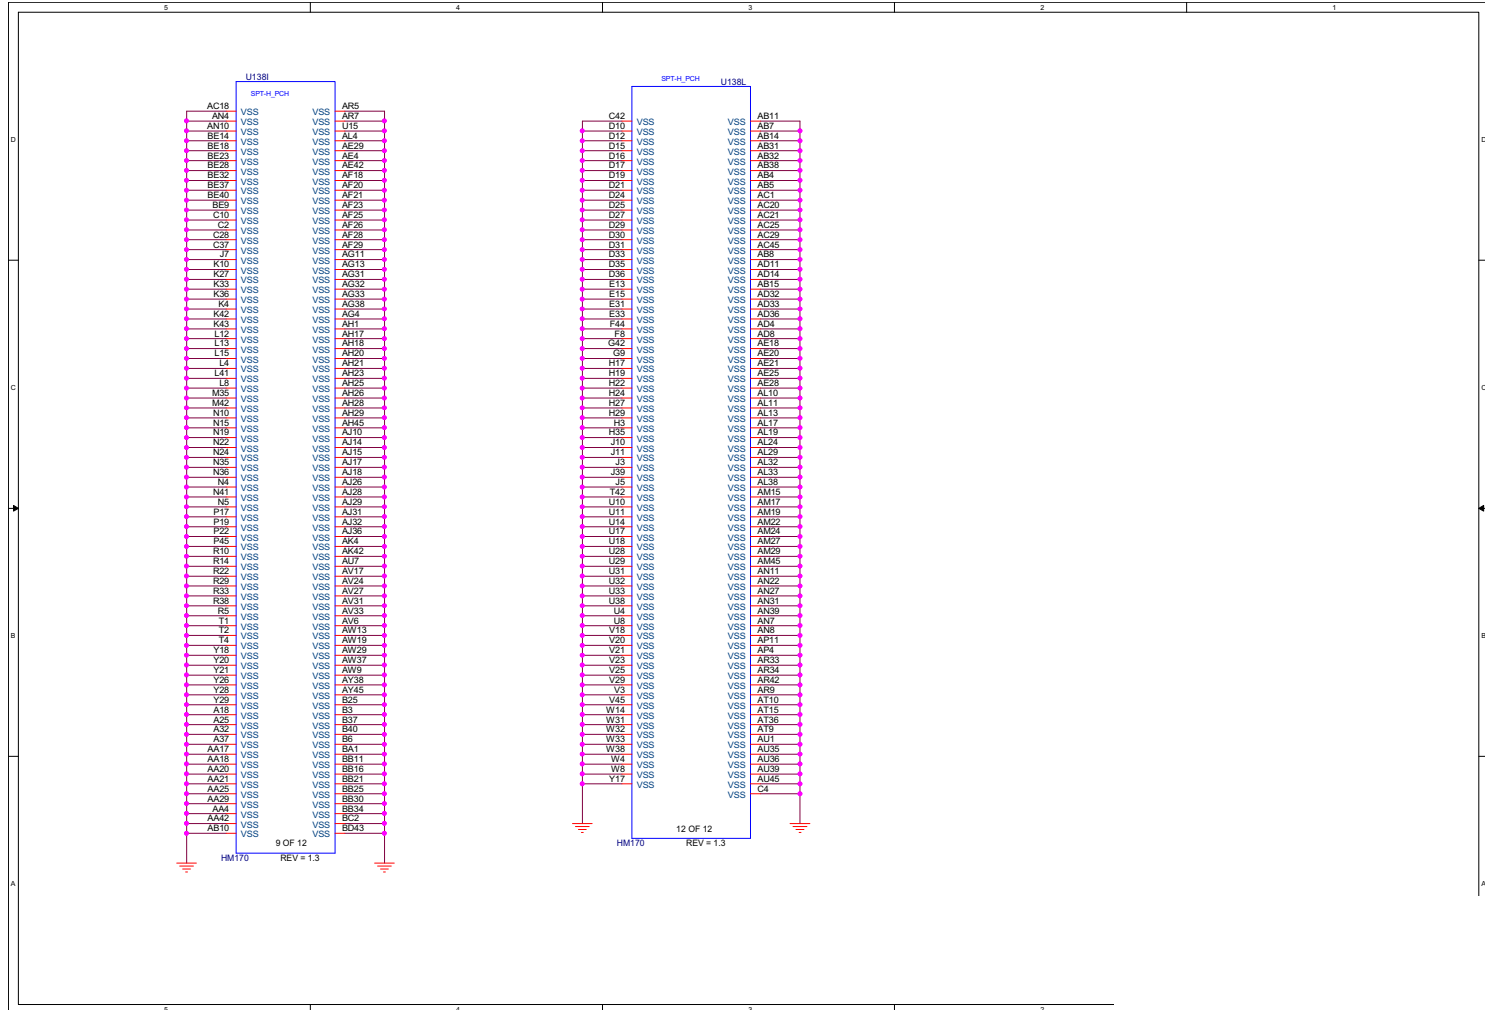 5 4 3 2 1
U138I
SPT-H_PCH
AC18 VSS VSS AR5
AN4 VSS VSS AR7
AN10 VSS VSS U15
BE14 VSS VSS AL4
BE18 VSS VSS AE29
BE23 VSS VSS AE4
BE28 VSS VSS AE42
BE32 VSS VSS AF18
BE37 VSS VSS AF20
BE40 VSS VSS AF21
BE9 VSS VSS AF23
C10 VSS VSS AF25
C2 VSS VSS AF26
C28 VSS VSS AF28
C37 VSS VSS AF29
J7 VSS VSS AG11
K10 VSS VSS AG13
K27 VSS VSS AG31
K33 VSS VSS AG32
K36 VSS VSS AG33
K4 VSS VSS AG38
K42 VSS VSS AG4
K43 VSS VSS AH1
L12 VSS VSS AH17
L13 VSS VSS AH18
L15 VSS VSS AH20
L4 VSS VSS AH21
L41 VSS VSS AH23
L8 VSS VSS AH25
M35 VSS VSS AH26
M42 VSS VSS AH28
N10 VSS VSS AH29
N15 VSS VSS AH45
N19 VSS VSS AJ10
N22 VSS VSS AJ14
N24 VSS VSS AJ15
N35 VSS VSS AJ17
N36 VSS VSS AJ18
N4 VSS VSS AJ26
N41 VSS VSS AJ28
N5 VSS VSS AJ29
P17 VSS VSS AJ31
P19 VSS VSS AJ32
P22 VSS VSS AJ36
P45 VSS VSS AK4
R10 VSS VSS AK42
R14 VSS VSS AU7
R22 VSS VSS AV17
R29 VSS VSS AV24
R33 VSS VSS AV27
R38 VSS VSS AV31
R5 VSS VSS AV33
T1 VSS VSS AV6
T2 VSS VSS AW13
T4 VSS VSS AW19
Y18 VSS VSS AW29
Y20 VSS VSS AW37
Y21 VSS VSS AW9
Y26 VSS VSS AY38
Y28 VSS VSS AY45
Y29 VSS VSS B25
A18 VSS VSS B3
A25 VSS VSS B37
A32 VSS VSS B40
A37 VSS VSS B6
AA17 VSS VSS BA1
AA18 VSS VSS BB11
AA20 VSS VSS BB16
AA21 VSS VSS BB21
AA25 VSS VSS BB25
AA29 VSS VSS BB30
AA4 VSS VSS BB34
AA42 VSS VSS BC2
AB10 VSS VSS BD43
9 OF 12
HM170 REV = 1.3
SPT-H_PCH U138L
C42 VSS VSS AB11
D10 VSS VSS AB7
D12 VSS VSS AB14
D15 VSS VSS AB31
D16 VSS VSS AB32
D17 VSS VSS AB38
D19 VSS VSS AB4
D21 VSS VSS AB5
D24 VSS VSS AC1
D25 VSS VSS AC20
D27 VSS VSS AC21
D29 VSS VSS AC25
D30 VSS VSS AC29
D31 VSS VSS AC45
D33 VSS VSS AB8
D35 VSS VSS AD11
D36 VSS VSS AD14
E13 VSS VSS AB15
E15 VSS VSS AD32
E31 VSS VSS AD33
E33 VSS VSS AD36
F44 VSS VSS AD4
F8 VSS VSS AD8
G42 VSS VSS AE18
G9 VSS VSS AE20
H17 VSS VSS AE21
H19 VSS VSS AE25
H22 VSS VSS AE28
H24 VSS VSS AL10
H27 VSS VSS AL11
H29 VSS VSS AL13
H3 VSS VSS AL17
H35 VSS VSS AL19
J10 VSS VSS AL24
J11 VSS VSS AL29
J3 VSS VSS AL32
J39 VSS VSS AL33
J5 VSS VSS AL38
T42 VSS VSS AM15
U10 VSS VSS AM17
U11 VSS VSS AM19
U14 VSS VSS AM22
U17 VSS VSS AM24
U18 VSS VSS AM27
U28 VSS VSS AM29
U29 VSS VSS AM45
U31 VSS VSS AN11
U32 VSS VSS AN22
U33 VSS VSS AN27
U38 VSS VSS AN31
U4 VSS VSS AN39
U8 VSS VSS AN7
V18 VSS VSS AN8
V20 VSS VSS AP11
V21 VSS VSS AP4
V23 VSS VSS AR33
V25 VSS VSS AR34
V29 VSS VSS AR42
V3 VSS VSS AR9
V45 VSS VSS AT10
W14 VSS VSS AT15
W31 VSS VSS AT36
W32 VSS VSS AT9
W33 VSS VSS AU1
W38 VSS VSS AU35
W4 VSS VSS AU36
W8 VSS VSS AU39
Y17 VSS VSS AU45
VSS C4
12 OF 12
HM170 REV = 1.3
D D
C C
B B
A A
5 4 3 2